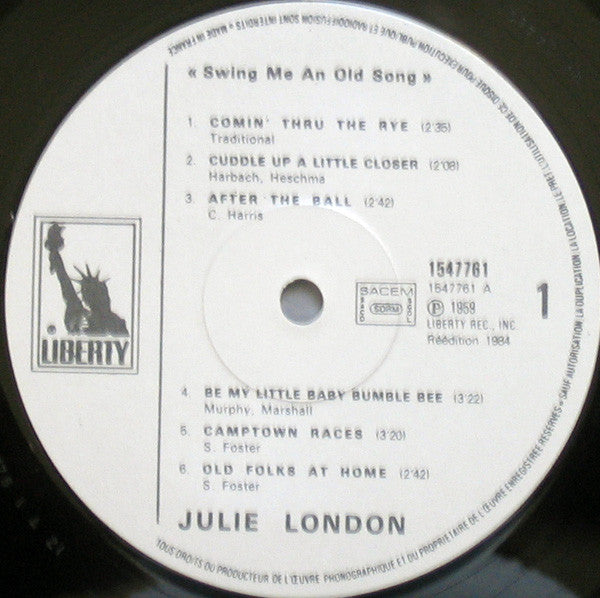 « Swing Me An Old Song »
1. COMIN' THRU THE RYE (2'35)
Traditional
2. CUDDLE UP A LITTLE CLOSER (2'08)
Harbach, Heschma
3. AFTER THE BALL (2'42)
C. Harris
LIBERTY
SACEM
SACD
SDRM
SGDL
1547761
1547761 A
Ⓟ 1959
LIBERTY REC., INC.
Réédition 1984
1
4. BE MY LITTLE BABY BUMBLE BEE (3'22)
Murphy, Marshall
5. CAMPTOWN RACES (3'20)
S. Foster
6. OLD FOLKS AT HOME (2'42)
S. Foster
JULIE LONDON
TOUS DROITS DU PRODUCTEUR DE L'ŒUVRE PHONOGRAPHIQUE ET DU PROPRIETAIRE DE L'ŒUVRE ENREGISTREE RESERVES • SAUF AUTORISATION LA DUPLICATION LA LOCATION LE PRET L'UTILISATION DE CE DISQUE POUR EXECUTION PUBLIQUE ET RADIODIFFUSION SONT INTERDITS • MADE IN FRANCE